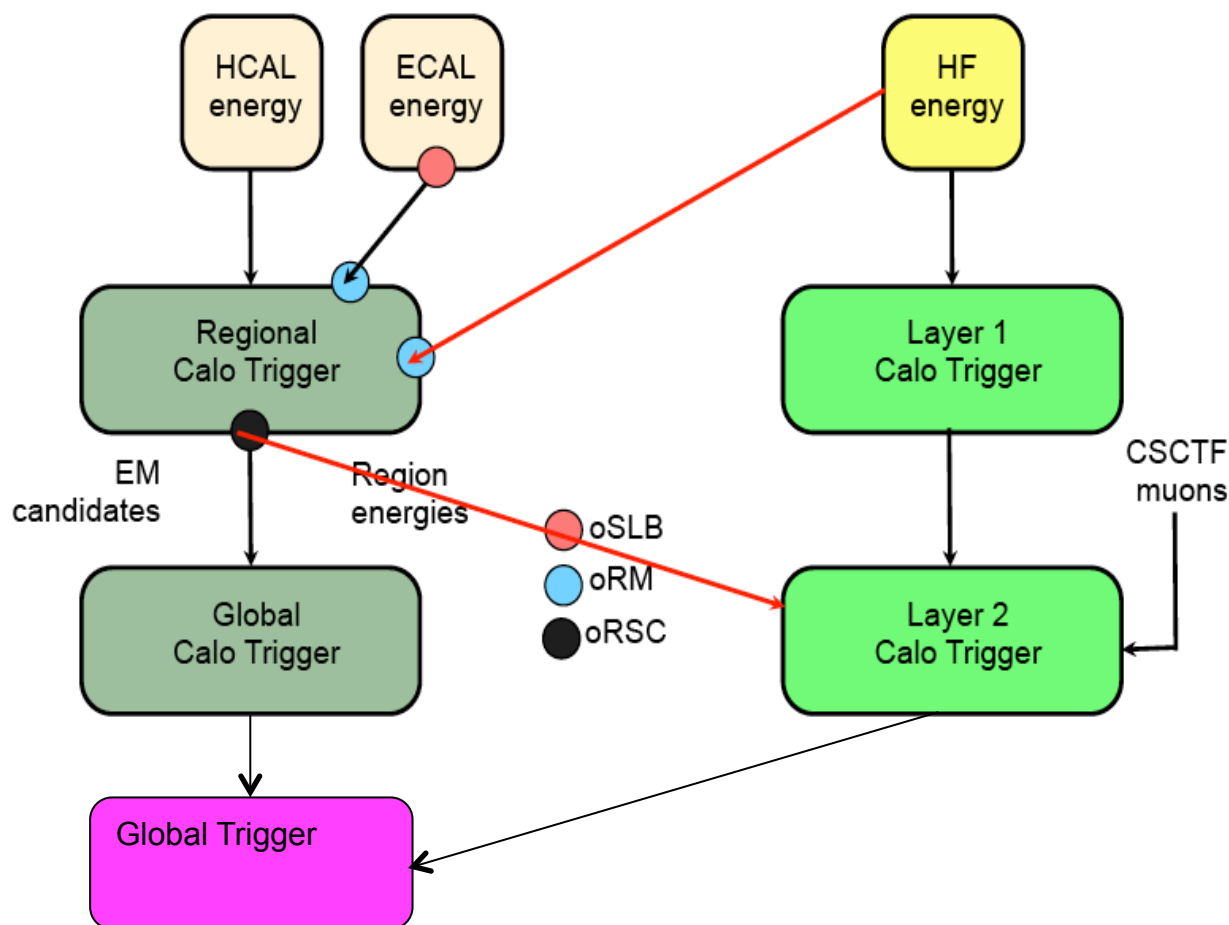 HCAL
energy
ECAL
energy
HF
energy
Regional
Calo Trigger
Layer 1
Calo Trigger
EM
candidates
Region
energies
CSCTF
muons
oSLB
oRM
oRSC
Global
Calo Trigger
Layer 2
Calo Trigger
Global Trigger